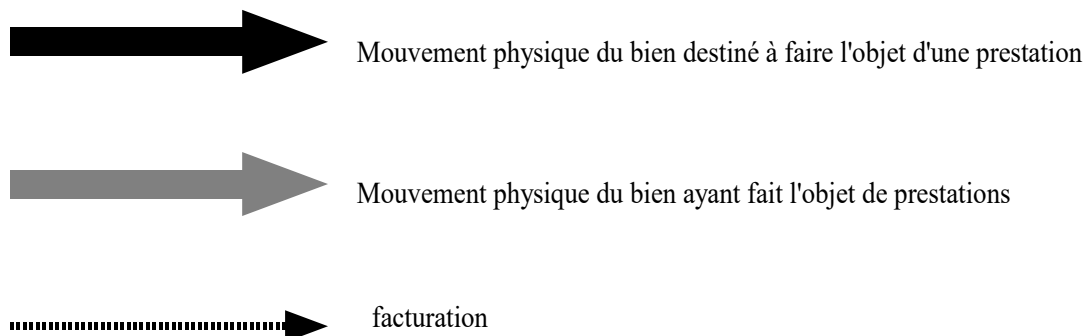 Mouvement physique du bien destiné à faire l'objet d'une prestation
Mouvement physique du bien ayant fait l'objet de prestations
facturation